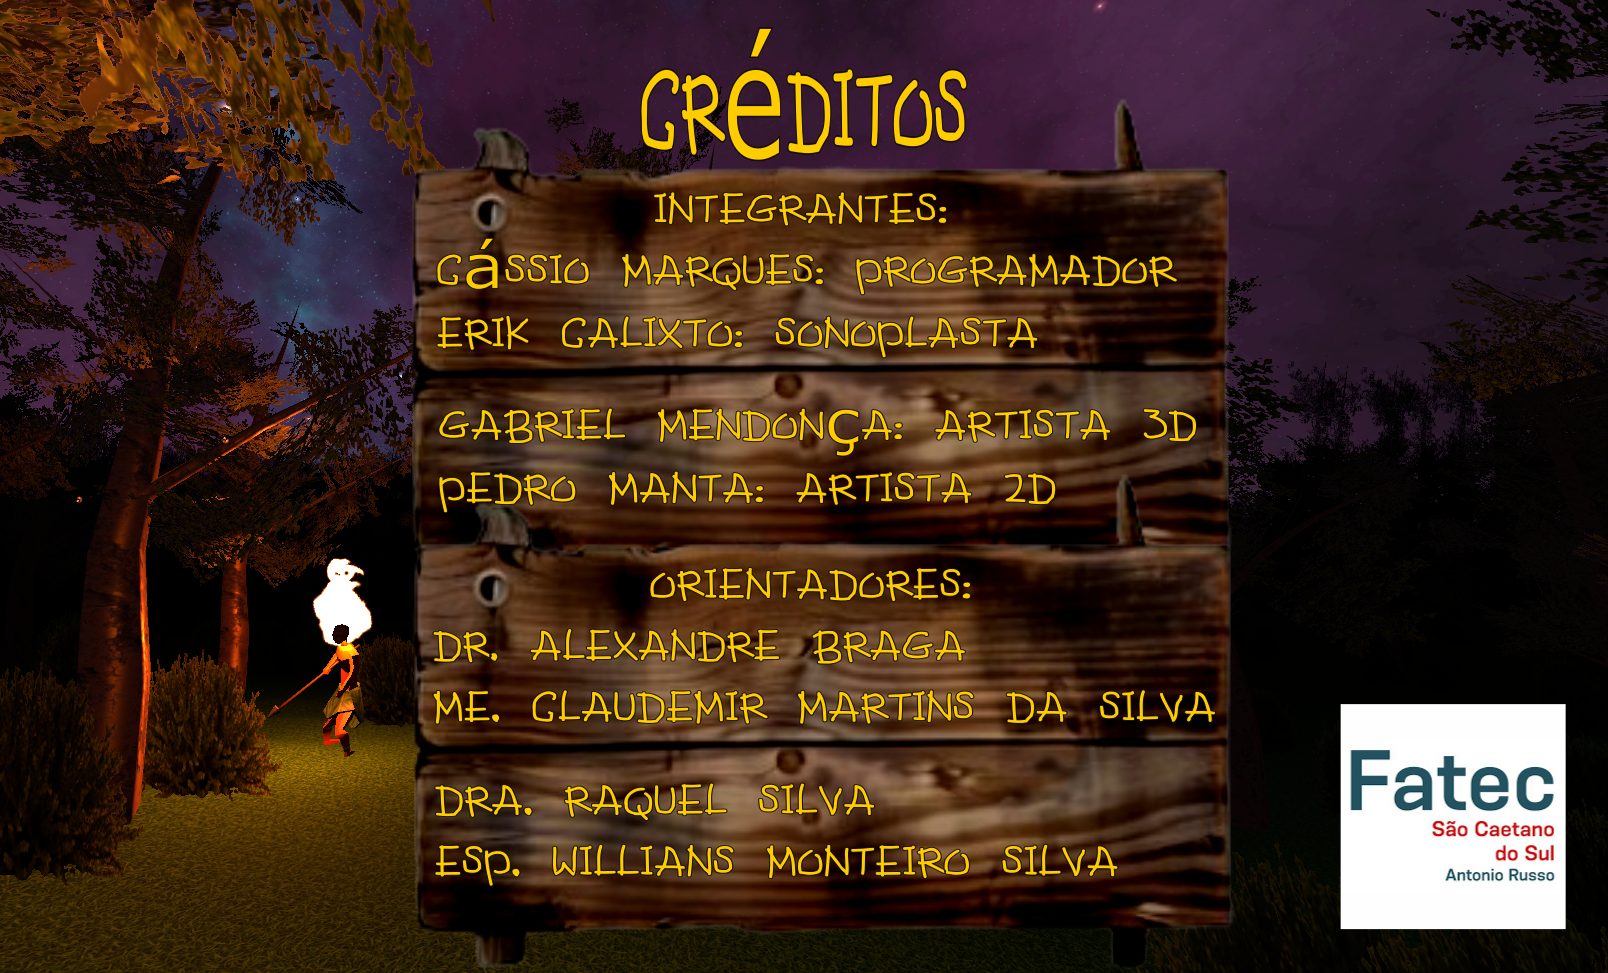 CRéDITOS
INTEGRANTES:
CáSSIO MARQUES: PROGRAMADOR
ERIK CALIXTO: SONOPLASTA
GABRIEL MENDONÇA: ARTISTA 3D
PEDRO MANTA: ARTISTA 2D
ORIENTADORES:
DR. ALEXANDRE BRAGA
ME. CLAUDEMIR MARTINS DA SILVA
DRA. RAQUEL SILVA
ESP. WILLIANS MONTEIRO SILVA
Fatec
São Caetano
do Sul
Antonio Russo